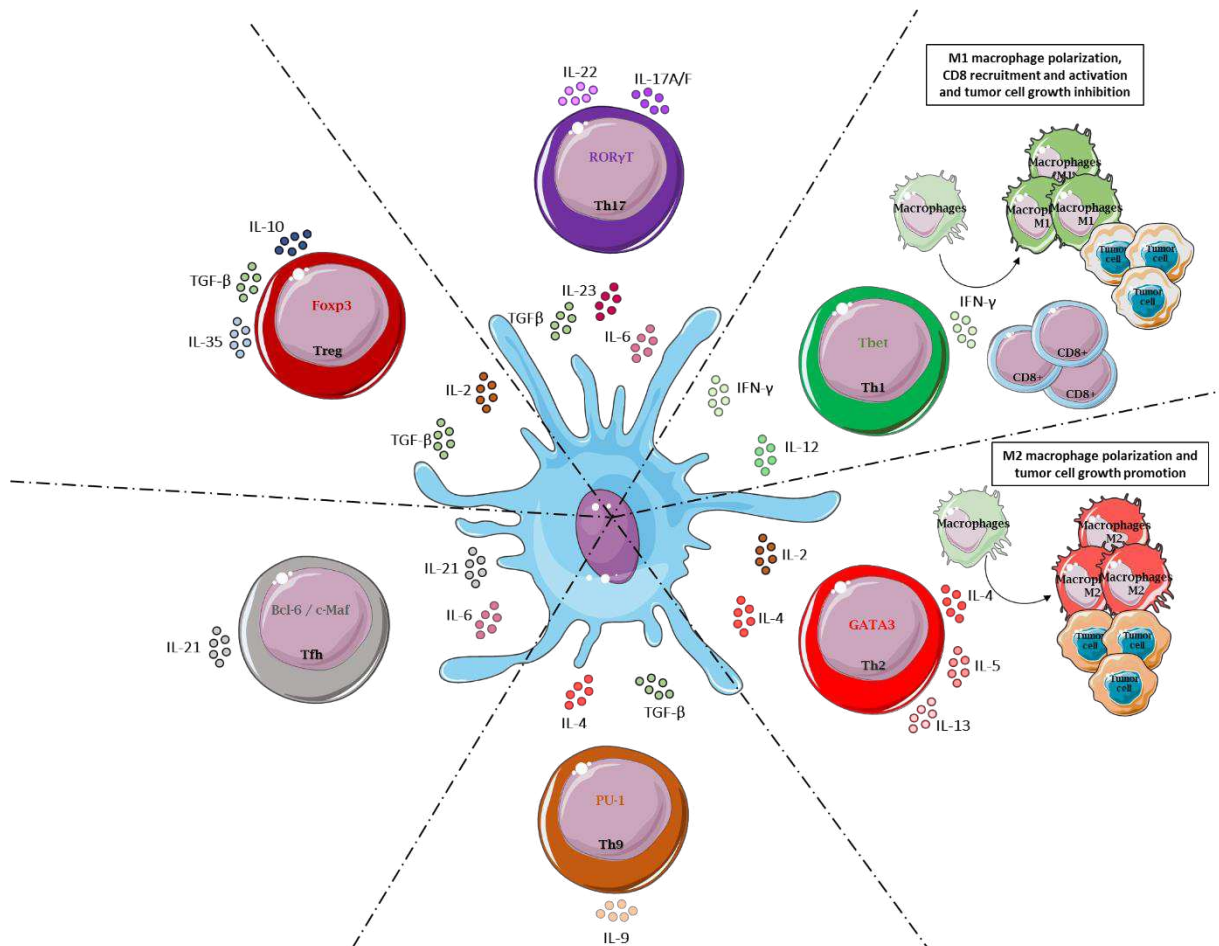 M1 macrophage polarization,
CD8 recruitment and activation
and tumor cell growth inhibition
IL-22
IL-17A/F
RORγT
Th17
Macrophages
M1
Macrophages
Macroph
M1
Macrophages
M1
Tumor
cell
Tumor
cell
Tumor
cell
IL-10
TGF-β
IL-35
Foxp3
Treg
IL-23
TGFβ
IL-6
IFN-γ
Tbet
Th1
CD8+
CD8+
CD8+
IL-2
IFN-γ
TGF-β
IL-12
M2 macrophage polarization and
tumor cell growth promotion
Macrophages
Macrophages
M2
Macroph
M2
Macrophages
M2
Tumor
cell
Tumor
cell
Tumor
cell
IL-2
IL-21
IL-6
IL-4
Bcl-6 / c-Maf
Tfh
IL-21
GATA3
Th2
IL-4
IL-5
IL-13
IL-4
TGF-β
PU-1
Th9
IL-9